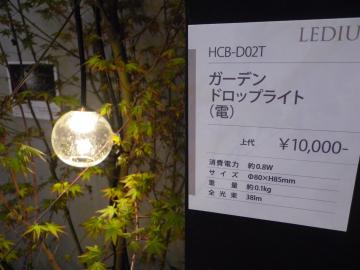 LEDIU
HCB-D02T
ガーデン
ドロップライト
(電)
上代 ¥10,000-
消費電力 約0.8W
サイズ Φ80×H85mm
重量 約0.1kg
全光束 38lm